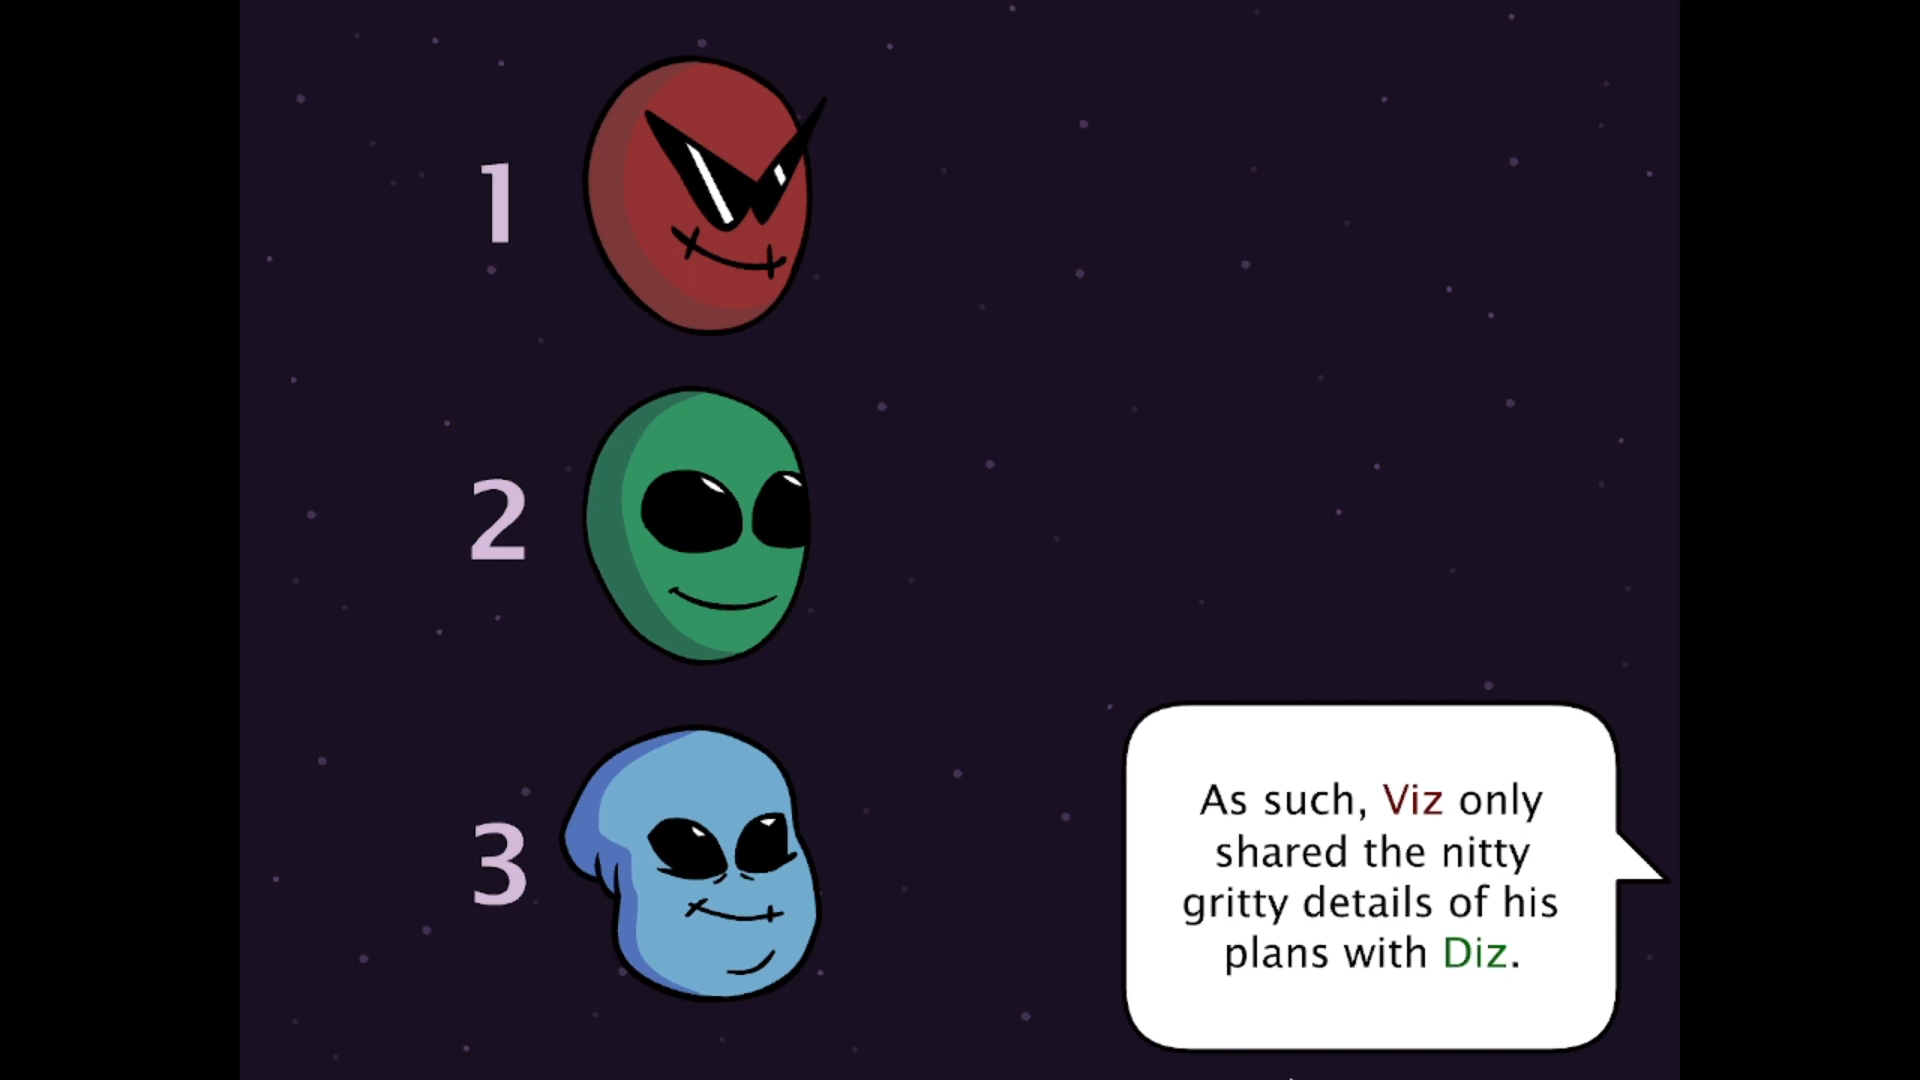 1
2
3
As such, Viz only
shared the nitty
gritty details of his
plans with Diz.